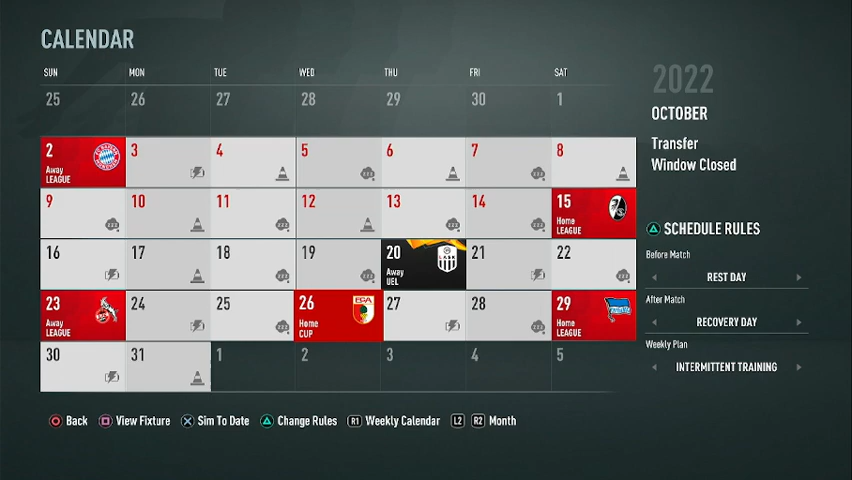 CALENDAR
SUN MON TUE WED THU FRI SAT
2022
25 26 27 28 29 30 1
OCTOBER
Transfer
Window Closed
2 3 4 5 6 7 8
Away
LEAGUE
9 10 11 12 13 14 15
Home
LEAGUE
SCHEDULE RULES
16 17 18 19 20 21 22
Away
UEL
LASK
Before Match
REST DAY
23 24 25 26 27 28 29
Away
LEAGUE
Home
CUP
FCA
Home
LEAGUE
After Match
RECOVERY DAY
Weekly Plan
INTERMITTENT TRAINING
30 31 1 2 3 4 5
Back View Fixture Sim To Date Change Rules R1 Weekly Calendar L2 R2 Month